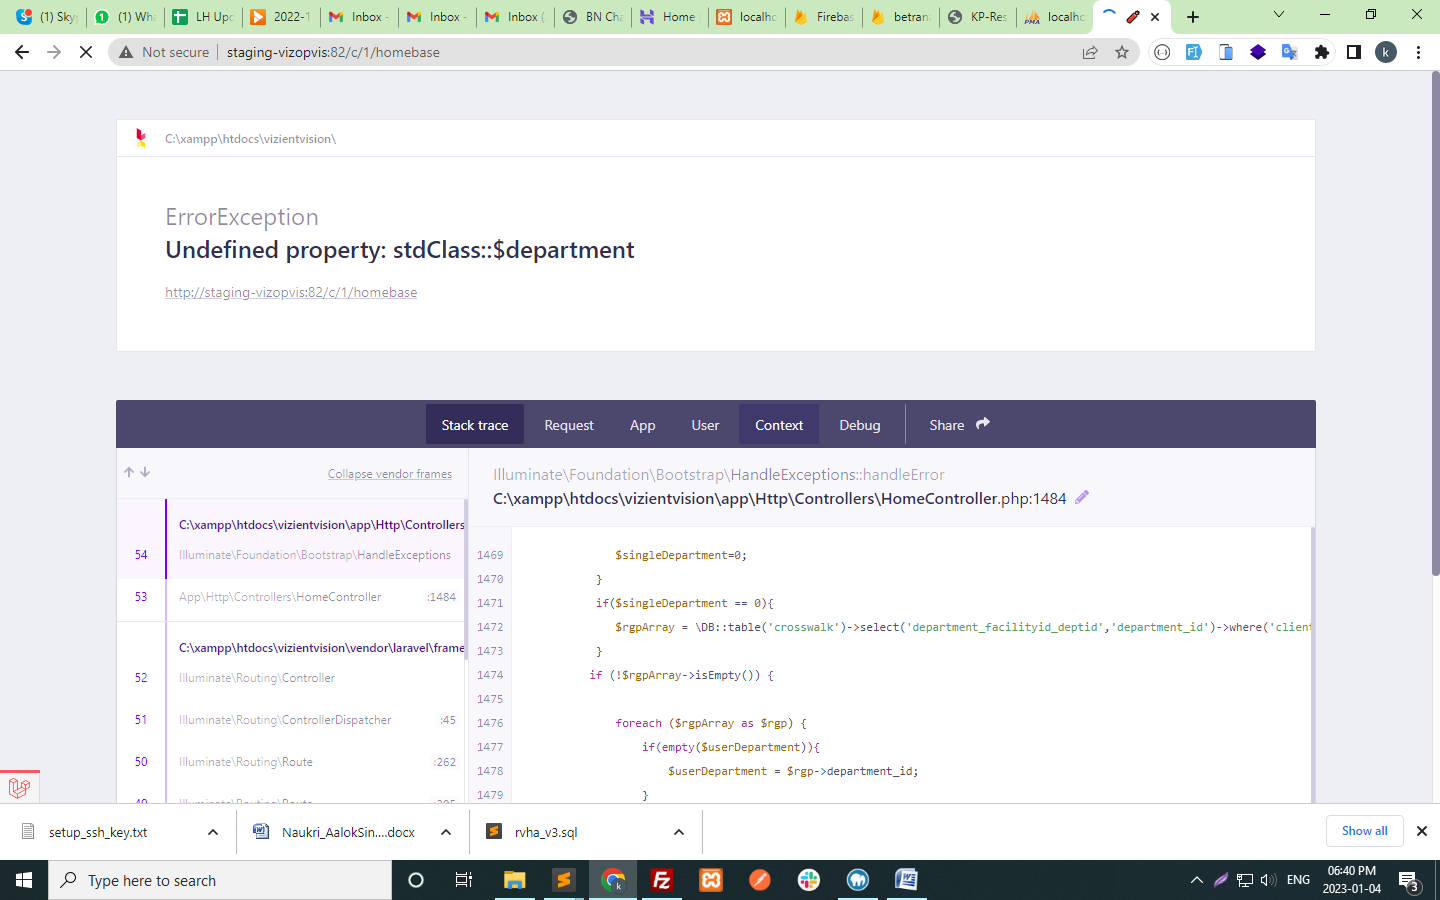 (1) Sky
(1) Wha
LH Upd
2022-1
Inbox -
Inbox -
Inbox (
BN Cha
Home
localho
Firebas
betrana
KP-Res
localho
Not secure
staging-vizopvis:82/c/1/homebase
k
C:\xampp\htdocs\vizientvision\
ErrorException
Undefined property: stdClass::$department
http://staging-vizopvis:82/c/1/homebase
Stack trace Request App User Context Debug Share
Collapse vendor frames
C:\xampp\htdocs\vizientvision\app\Http\Controllers
54 Illuminate\Foundation\Bootstrap\HandleExceptions
53 App\Http\Controllers\HomeController :1484
C:\xampp\htdocs\vizientvision\vendor\laravel\frame
52 Illuminate\Routing\Controller
51 Illuminate\Routing\ControllerDispatcher :45
50 Illuminate\Routing\Route :262
Illuminate\Foundation\Bootstrap\HandleExceptions::handleError
C:\xampp\htdocs\vizientvision\app\Http\Controllers\HomeController.php:1484
1469 $singleDepartment=0;
1470 }
1471 if($singleDepartment == 0){
1472 $rgpArray = \DB::table('crosswalk')->select('department_facilityid_deptid','department_id')->where('client
1473 }
1474 if (!$rgpArray->isEmpty()) {
1475
1476 foreach ($rgpArray as $rgp) {
1477 if(empty($userDepartment)){
1478 $userDepartment = $rgp->department_id;
1479 }
setup_ssh_key.txt
Naukri_AalokSin....docx
rvha_v3.sql
Show all
Type here to search
ENG
06:40 PM
2023-01-04
3